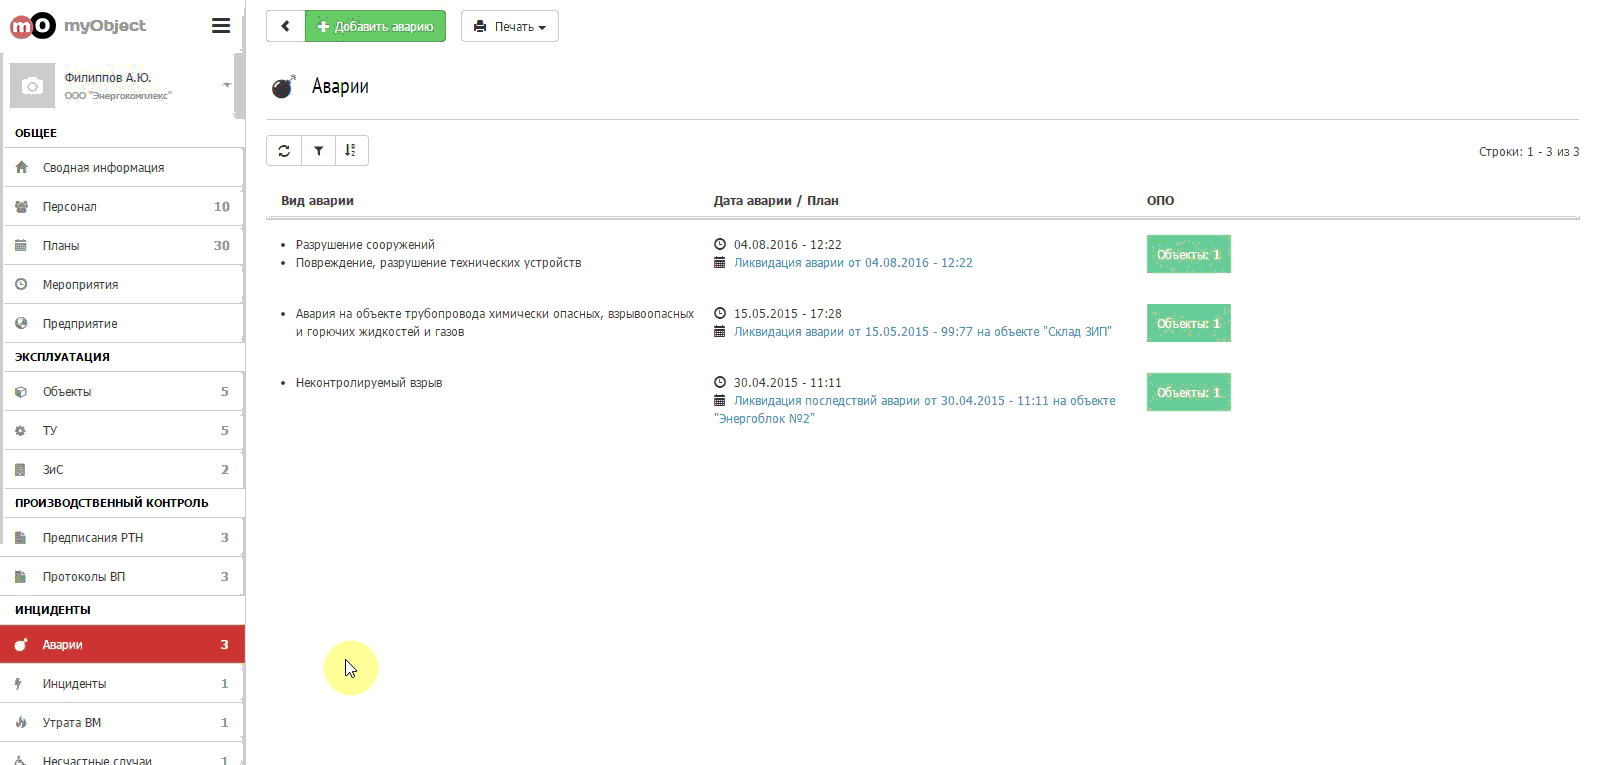 mO myObject
Филиппов А.Ю.
ООО "Энергокомплекс"
ОБЩЕЕ
Сводная информация
Персонал 10
Планы 30
Мероприятия
Предприятие
ЭКСПЛУАТАЦИЯ
Объекты 5
ТУ 5
ЗиС 2
ПРОИЗВОДСТВЕННЫЙ КОНТРОЛЬ
Предписания РТН 3
Протоколы ВП 3
ИНЦИДЕНТЫ
Аварии 3
Инциденты 1
Утрата ВМ 1
Несчастные случаи 1
Добавить аварию Печать
Аварии
Строки: 1 - 3 из 3
Вид аварии Дата аварии / План ОПО
Разрушение сооружений 04.08.2016 - 12:22
Повреждение, разрушение технических устройств Ликвидация аварии от 04.08.2016 - 12:22 Объекты: 1
Авария на объекте трубопровода химически опасных, взрывоопасных 15.05.2015 - 17:28
и горючих жидкостей и газов Ликвидация аварии от 15.05.2015 - 99:77 на объекте "Склад ЗИП" Объекты: 1
Неконтролируемый взрыв 30.04.2015 - 11:11
Ликвидация последствий аварии от 30.04.2015 - 11:11 на объекте Объекты: 1
"Энергоблок №2"